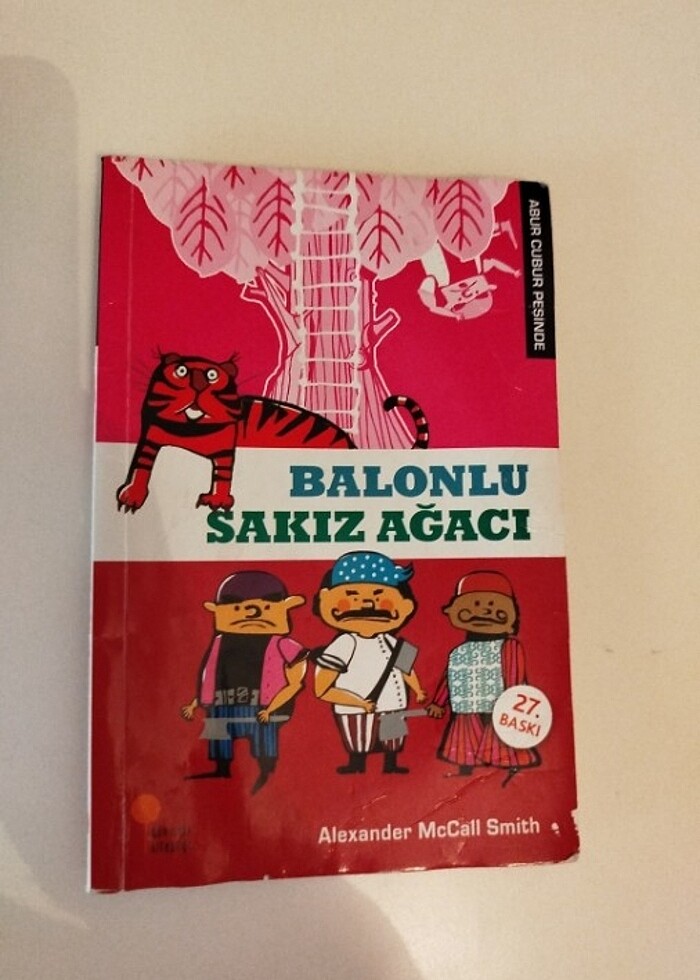 ABUR CUBUR PEŞİNDE
BALONLU
SAKIZ AĞACI
27.
BASKI
Alexander McCall Smith